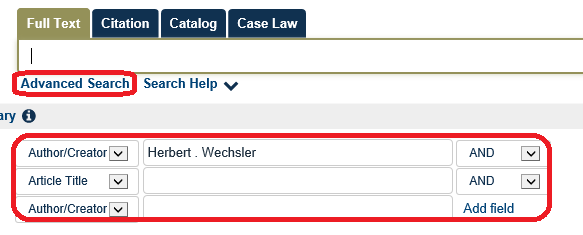 Full Text Citation Catalog Case Law
Advanced Search Search Help
ary
Author/Creator Herbert . Wechsler AND
Article Title AND
Author/Creator Add field